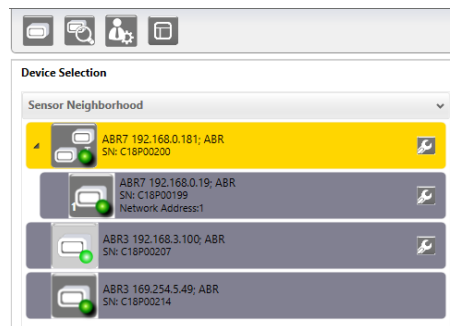 Device Selection
Sensor Neighborhood
ABR7 192.168.0.181; ABR
SN: C18P00200
ABR7 192.168.0.19; ABR
SN: C18P00199
Network Address:1
1
ABR3 192.168.3.100; ABR
SN: C18P00207
ABR3 169.254.5.49; ABR
SN: C18P00214